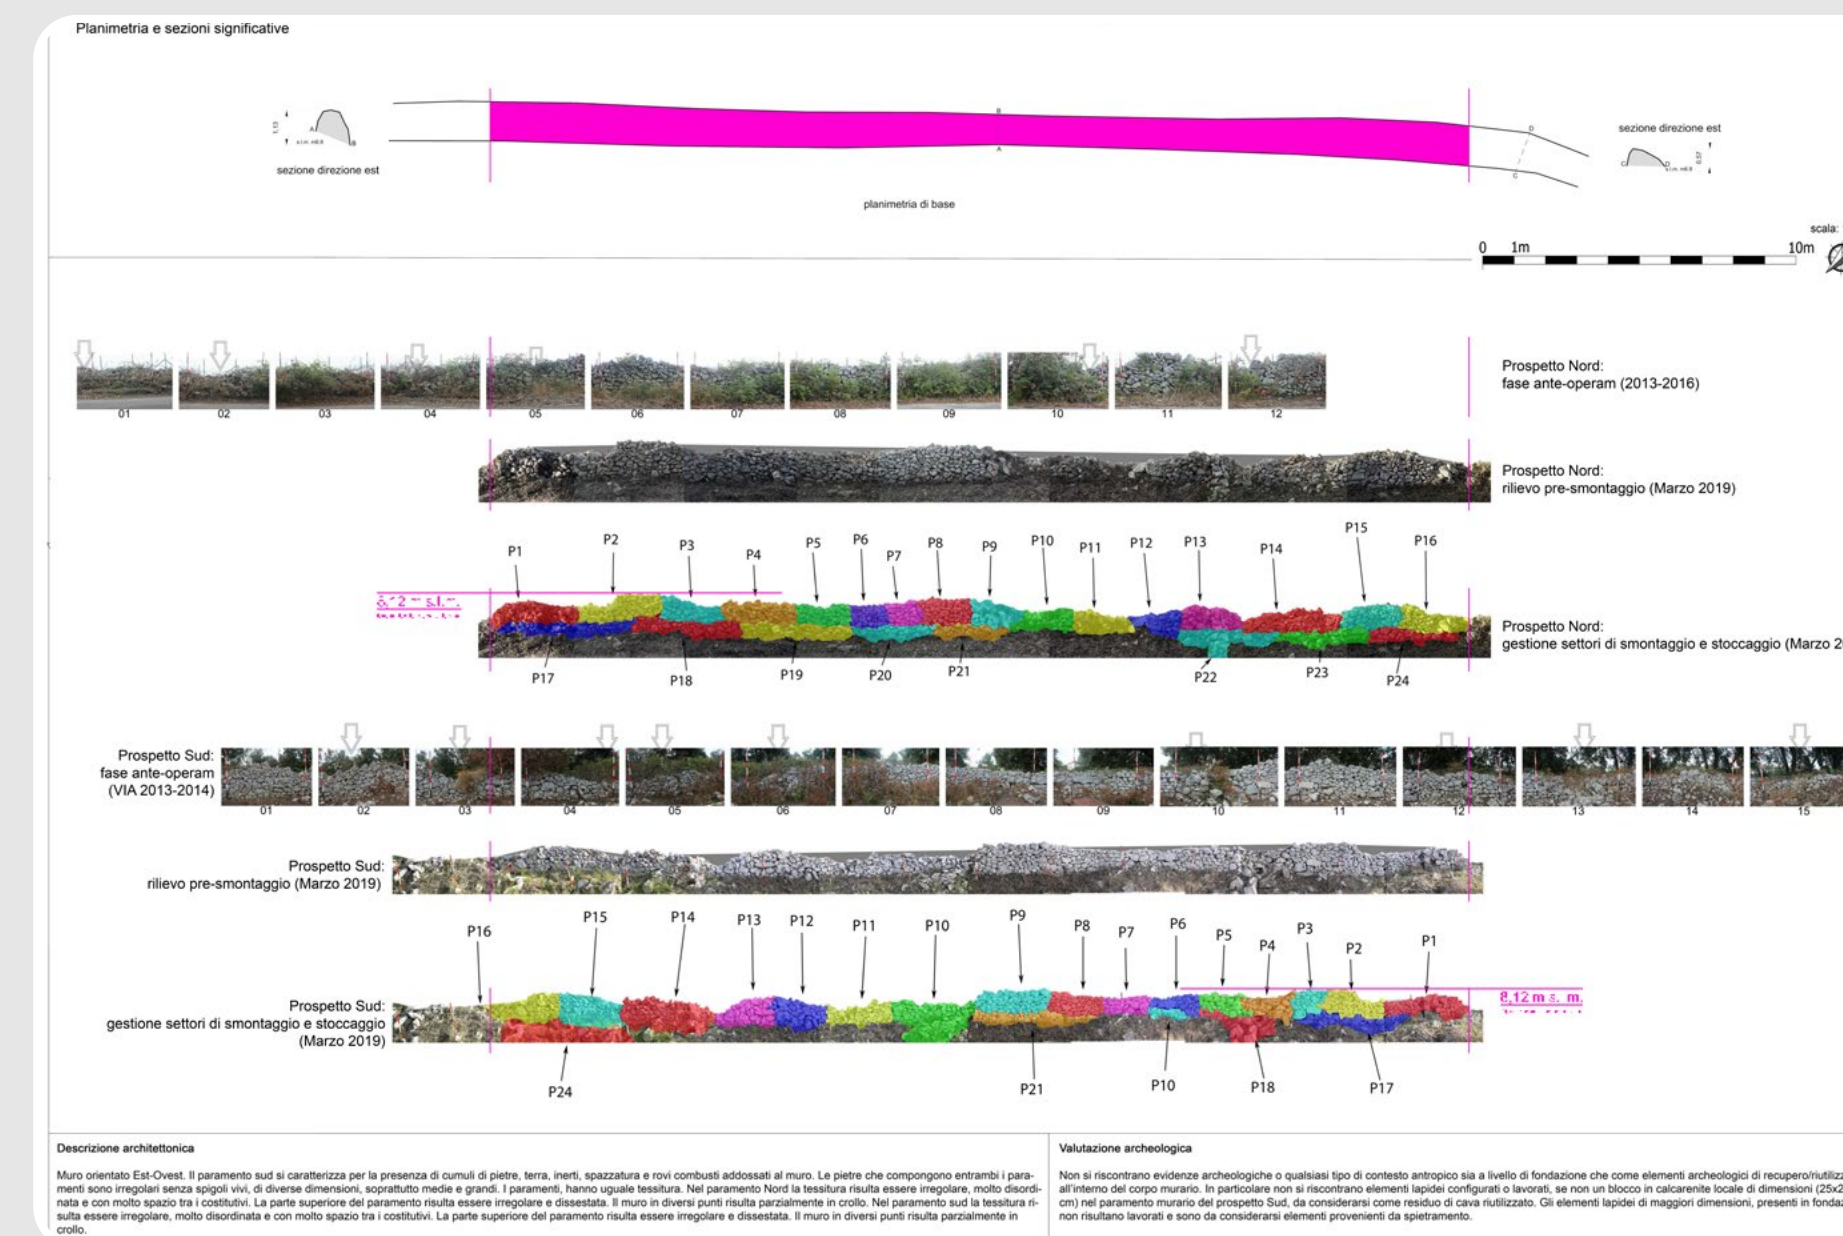 Planimetria e sezioni significative
B
A
D
C
1,13
A
B
s.l.m. m8.8
sezione direzione est
sezione direzione est
C
D
s.l.m. m8.8
0,57
planimetria di base
scala:
0 1m 10m
01 02 03 04 05 06 07 08 09 10 11 12
Prospetto Nord:
fase ante-operam (2013-2016)
Prospetto Nord:
rilievo pre-smontaggio (Marzo 2019)
P1 P2 P3 P4 P5 P6 P7 P8 P9 P10 P11 P12 P13 P14 P15 P16
P17 P18 P19 P20 P21 P22 P23 P24
Prospetto Nord:
gestione settori di smontaggio e stoccaggio (Marzo 2
Prospetto Sud:
fase ante-operam
(VIA 2013-2014)
01 02 03 04 05 06 07 08 09 10 11 12 13 14 15
Prospetto Sud:
rilievo pre-smontaggio (Marzo 2019)
P16 P15 P14 P13 P12 P11 P10 P9 P8 P7 P6 P5 P4 P3 P2 P1
8,12 m s. m.
Prospetto Sud:
gestione settori di smontaggio e stoccaggio
(Marzo 2019)
P24 P21 P10 P18 P17
Descrizione architettonica
Muro orientato Est-Ovest. Il paramento sud si caratterizza per la presenza di cumuli di pietre, terra, inerti, spazzatura e rovi combusti addossati al muro. Le pietre che compongono entrambi i para-
menti sono irregolari senza spigoli vivi, di diverse dimensioni, soprattutto medie e grandi. I paramenti, hanno uguale tessitura. Nel paramento Nord la tessitura risulta essere irregolare, molto disordi-
nata e con molto spazio tra i costitutivi. La parte superiore del paramento risulta essere irregolare e dissestata. Il muro in diversi punti risulta parzialmente in crollo. Nel paramento sud la tessitura ri-
sulta essere irregolare, molto disordinata e con molto spazio tra i costitutivi. La parte superiore del paramento risulta essere irregolare e dissestata. Il muro in diversi punti risulta parzialmente in
crollo.
Valutazione archeologica
Non si riscontrano evidenze archeologiche o qualsiasi tipo di contesto antropico sia a livello di fondazione che come elementi archeologici di recupero/riutilizz
all'interno del corpo murario. In particolare non si riscontrano elementi lapidei configurati o lavorati, se non un blocco in calcarenite locale di dimensioni (25x2
cm) nel paramento murario del prospetto Sud, da considerarsi come residuo di cava riutilizzato. Gli elementi lapidei di maggiori dimensioni, presenti in fondaz
non risultano lavorati e sono da considerarsi elementi provenienti da spietramento.